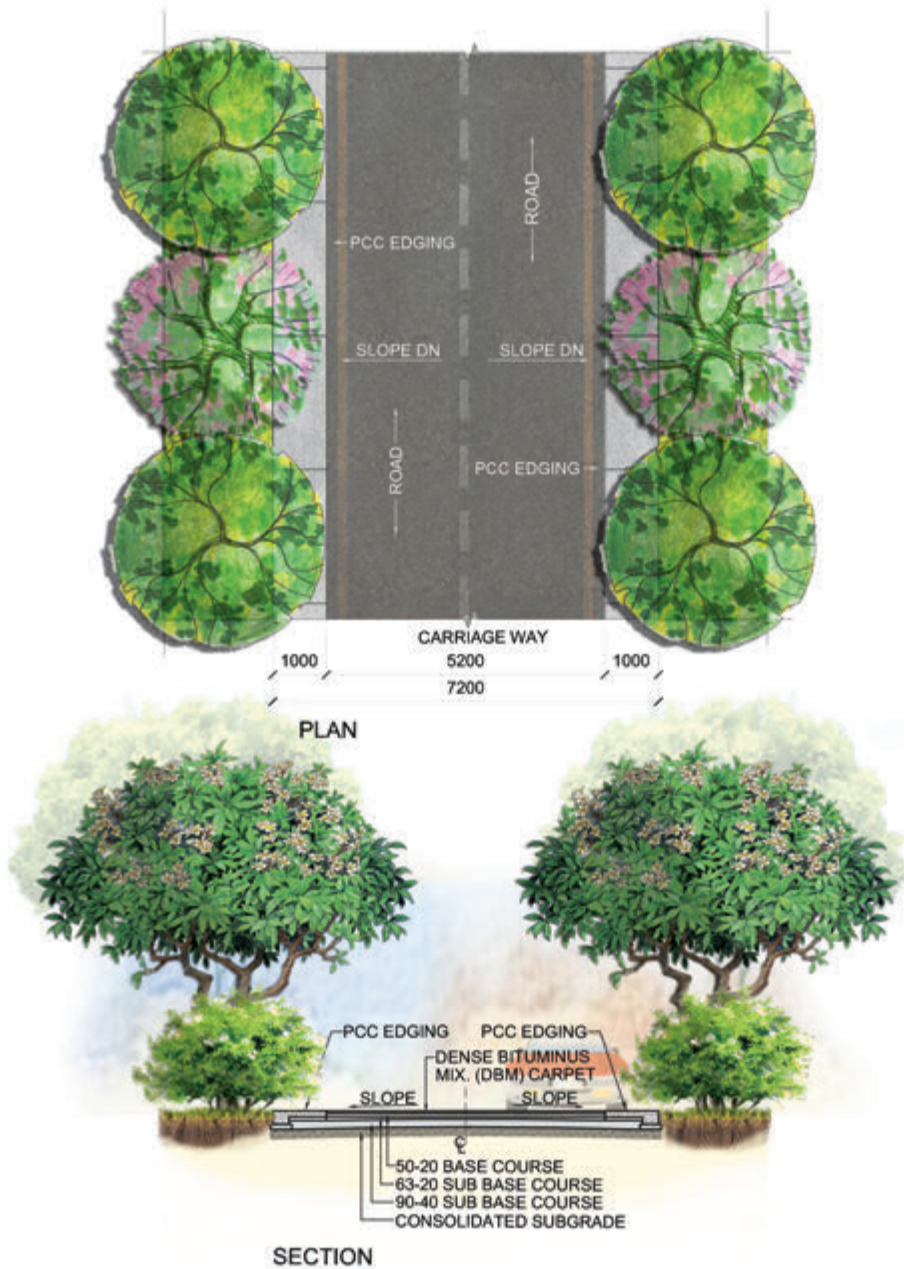 ROAD
PCC EDGING
SLOPE DN
SLOPE DN
ROAD
PCC EDGING
CARRIAGE WAY
1000
5200
1000
7200
PLAN
PCC EDGING
PCC EDGING
DENSE BITUMINUS
MIX. (DBM) CARPET
SLOPE
SLOPE
50-20 BASE COURSE
63-20 SUB BASE COURSE
90-40 SUB BASE COURSE
CONSOLIDATED SUBGRADE
SECTION